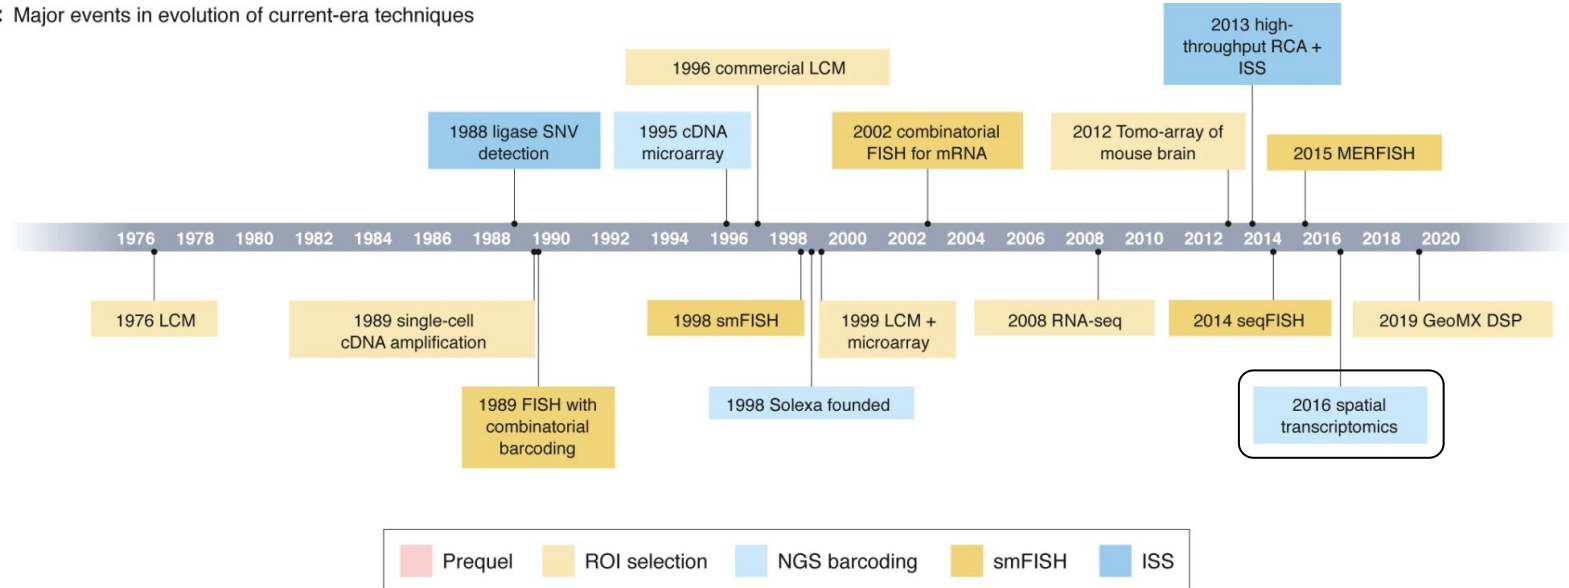 : Major events in evolution of current-era techniques
2013 high-
throughput RCA +
ISS
1996 commercial LCM
1988 ligase SNV
detection
1995 cDNA
microarray
2002 combinatorial
FISH for mRNA
2012 Tomo-array of
mouse brain
2015 MERFISH
1976 1978 1980 1982 1984 1986 1988 1990 1992 1994 1996 1998 2000 2002 2004 2006 2008 2010 2012 2014 2016 2018 2020
1976 LCM
1989 single-cell
cDNA amplification
1998 smFISH
1999 LCM +
microarray
2008 RNA-seq
2014 seqFISH
2019 GeoMX DSP
1989 FISH with
combinatorial
barcoding
1998 Solexa founded
2016 spatial
transcriptomics
Prequel ROI selection NGS barcoding smFISH ISS